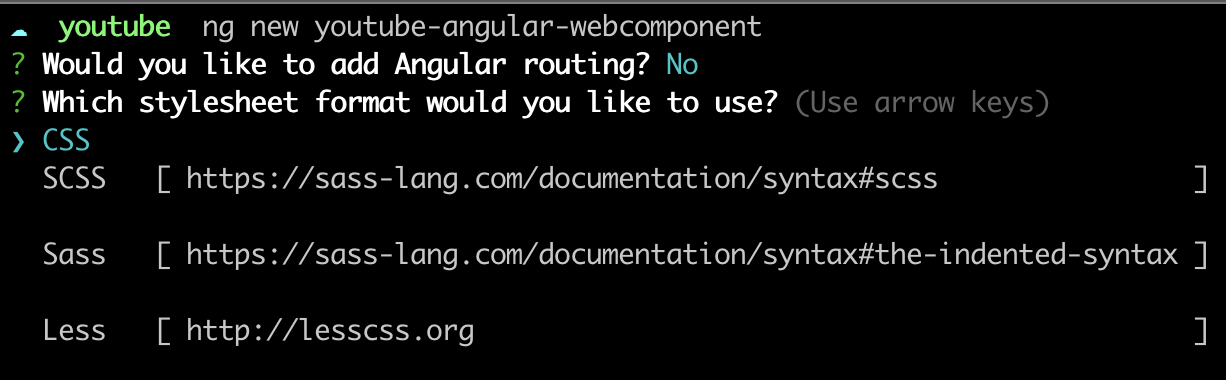 ☁ youtube ng new youtube-angular-webcomponent
? Would you like to add Angular routing? No
? Which stylesheet format would you like to use? (Use arrow keys)
❯ CSS
SCSS [ https://sass-lang.com/documentation/syntax#scss ]
Sass [ https://sass-lang.com/documentation/syntax#the-indented-syntax ]
Less [ http://lesscss.org ]